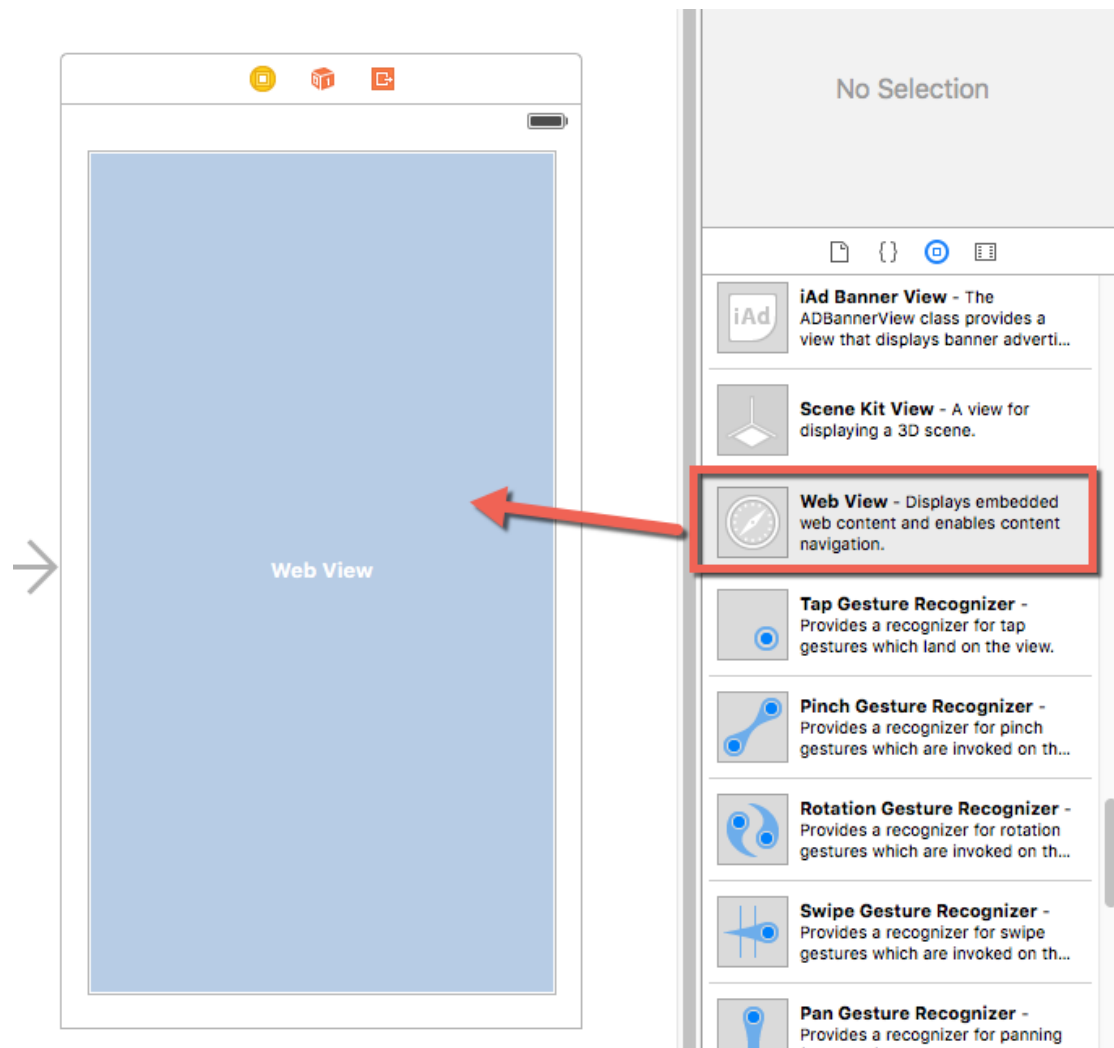 No Selection
iAd
iAd Banner View - The
ADBannerView class provides a
view that displays banner adverti...
Scene Kit View - A view for
displaying a 3D scene.
Web View - Displays embedded
web content and enables content
navigation.
Web View
Tap Gesture Recognizer -
Provides a recognizer for tap
gestures which land on the view.
Pinch Gesture Recognizer -
Provides a recognizer for pinch
gestures which are invoked on th...
Rotation Gesture Recognizer -
Provides a recognizer for rotation
gestures which are invoked on th...
Swipe Gesture Recognizer -
Provides a recognizer for swipe
gestures which are invoked on th...
Pan Gesture Recognizer -
Provides a recognizer for panning